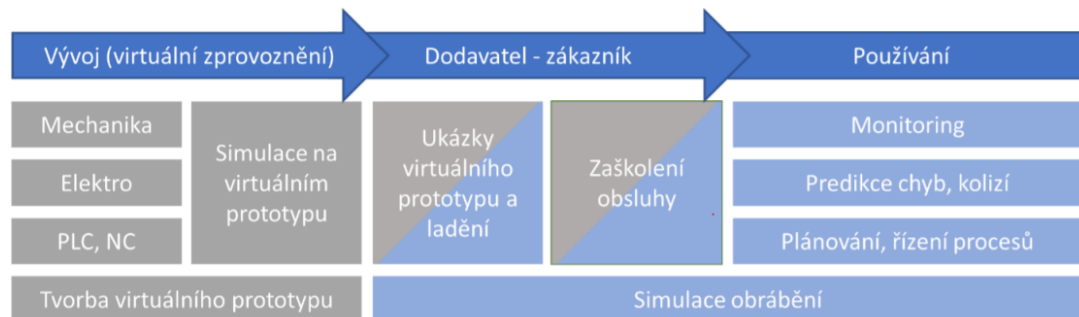 Vývoj (virtuální zprovoznění)
Dodavatel - zákazník
Používání
Mechanika
Elektro
PLC, NC
Simulace na
virtuálním
prototypu
Ukázky
virtuálního
prototypu a
ladění
Zaškolení
obsluhy
Monitoring
Predikce chyb, kolizí
Plánování, řízení procesů
Tvorba virtuálního prototypu
Simulace obrábění